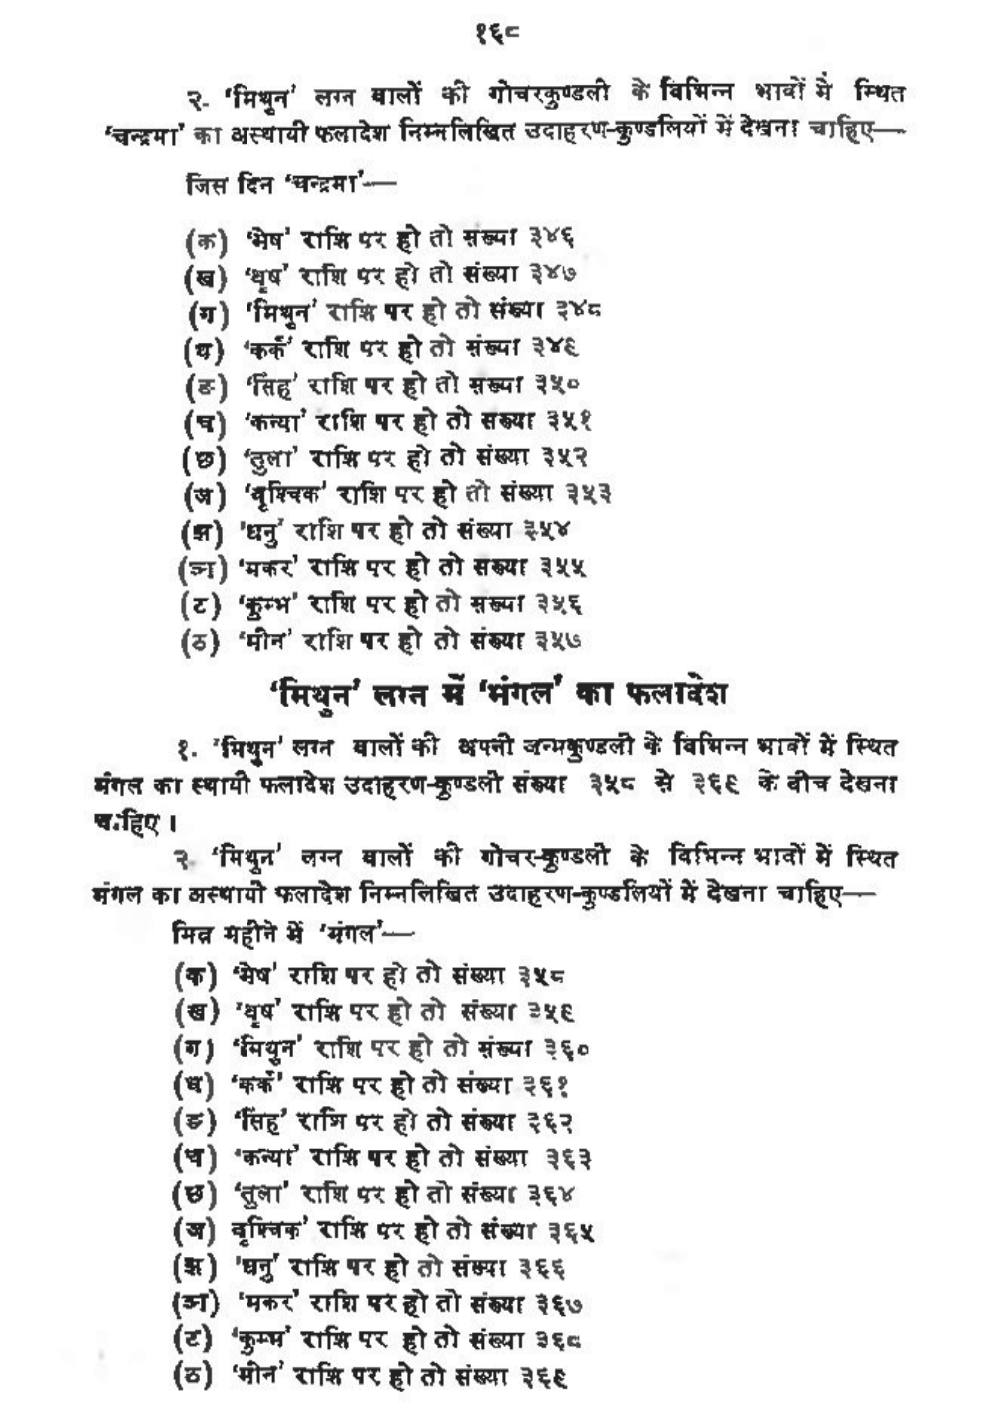 १६८
२. ‘मिथुन’ लग्न वालों की गोचरकुण्डली के विभिन्न भावों में स्थित
‘चन्द्रमा’ का अस्थायी फलादेश निम्नलिखित उदाहरण-कुण्डलियों में देखना चाहिए—
जिस दिन ‘चन्द्रमा’—
(क) ‘मेष’ राशि पर हो तो संख्या ३४६
(ख) ‘वृष’ राशि पर हो तो संख्या ३४७
(ग) ‘मिथुन’ राशि पर हो तो संख्या ३४८
(घ) ‘कर्क’ राशि पर हो तो संख्या ३४९
(ङ) ‘सिंह’ राशि पर हो तो संख्या ३५०
(च) ‘कन्या’ राशि पर हो तो संख्या ३५१
(छ) ‘तुला’ राशि पर हो तो संख्या ३५२
(ज) ‘वृश्चिक’ राशि पर हो तो संख्या ३५३
(झ) ‘धनु’ राशि पर हो तो संख्या ३५४
(ञ) ‘मकर’ राशि पर हो तो संख्या ३५५
(ट) ‘कुम्भ’ राशि पर हो तो संख्या ३५६
(ठ) ‘मीन’ राशि पर हो तो संख्या ३५७
‘मिथुन’ लग्न में ‘मंगल’ का फलादेश
१. ‘मिथुन’ लग्न वालों की अपनी जन्मकुण्डली के विभिन्न भावों में स्थित
मंगल का स्थायी फलादेश उदाहरण-कुण्डली संख्या ३५८ से ३६९ के बीच देखना
चाहिए ।
२. ‘मिथुन’ लग्न वालों की गोचर-कुण्डली के विभिन्न भावों में स्थित
मंगल का अस्थायी फलादेश निम्नलिखित उदाहरण-कुण्डलियों में देखना चाहिए—
मिन महीने में ‘मंगल’—
(क) ‘मेष’ राशि पर हो तो संख्या ३५८
(ख) ‘वृष’ राशि पर हो तो संख्या ३५९
(ग) ‘मिथुन’ राशि पर हो तो संख्या ३६०
(घ) ‘कर्क’ राशि पर हो तो संख्या ३६१
(ङ) ‘सिंह’ राशि पर हो तो संख्या ३६२
(च) ‘कन्या’ राशि पर हो तो संख्या ३६३
(छ) ‘तुला’ राशि पर हो तो संख्या ३६४
(ज) वृश्चिक’ राशि पर हो तो संख्या ३६५
(झ) ‘धनु’ राशि पर हो तो संख्या ३६६
(ञ) ‘मकर’ राशि पर हो तो संख्या ३६७
(ट) ‘कुम्भ’ राशि पर हो तो संख्या ३६८
(ठ) ‘मीन’ राशि पर हो तो संख्या ३६९